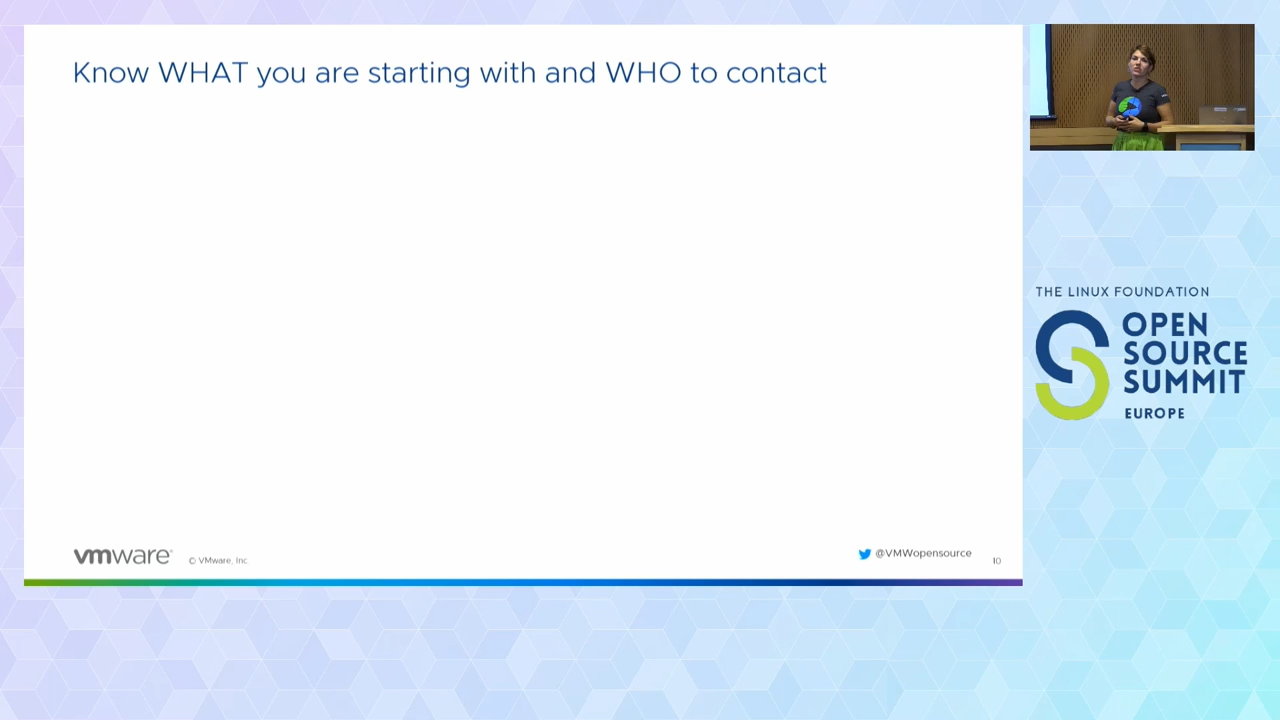 Know WHAT you are starting with and WHO to contact
vmware®
© VMware, Inc.
@VMWopensource
10
THE LINUX FOUNDATION
OPEN
SOURCE
SUMMIT
EUROPE